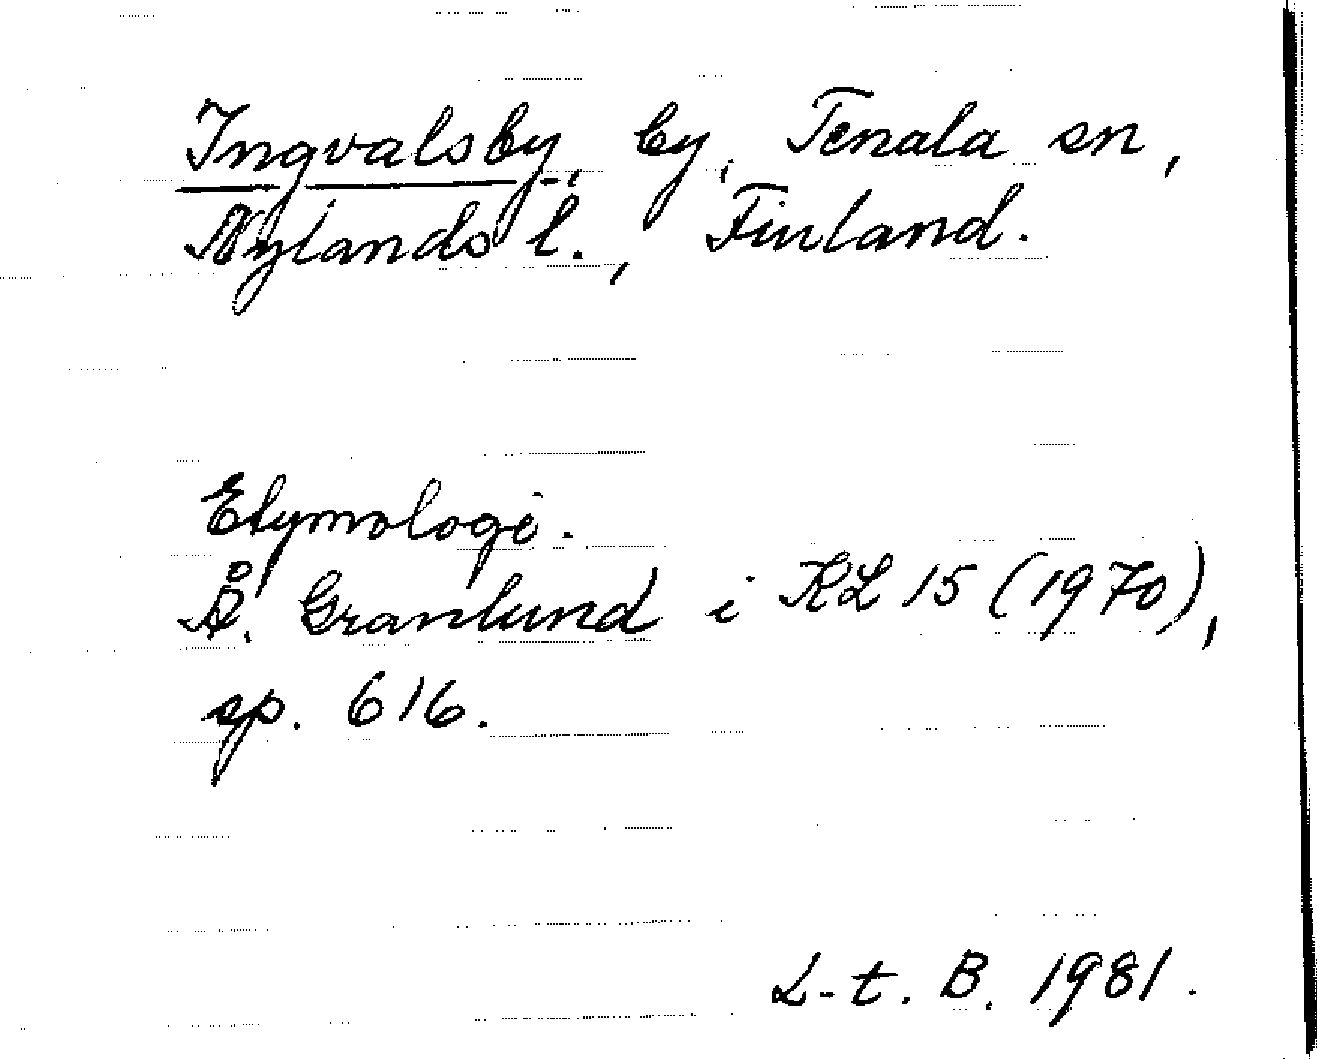 Ingvalsby, by, Tenala sn,
Nylands l., Finland.
Etymologi.
Å. Granlund i KL 15 (1970),
sp. 616.
L-t. B. 1981.